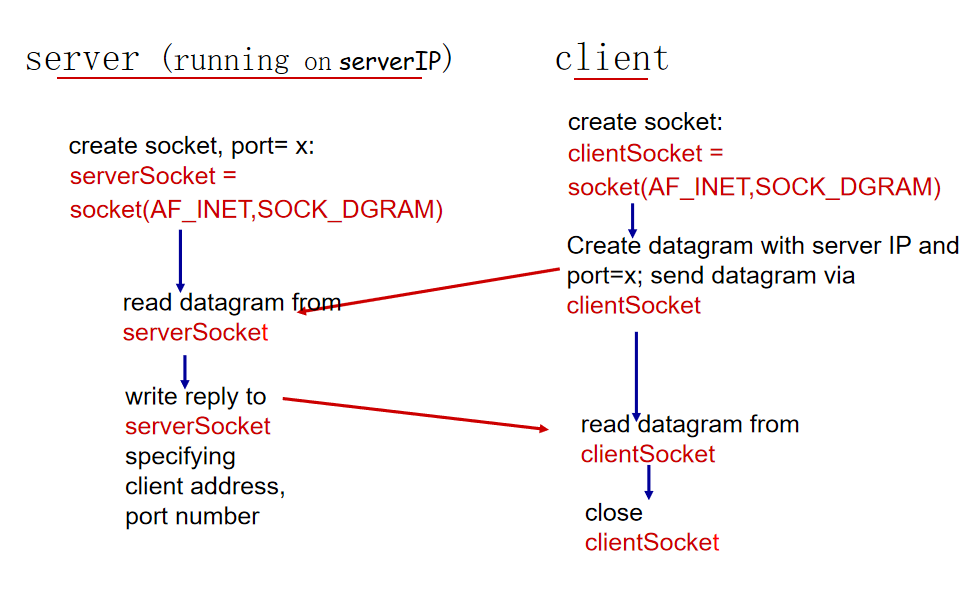 server (running on serverIP)
create socket, port= x:
serverSocket =
socket(AF_INET,SOCK_DGRAM)
read datagram from
serverSocket
write reply to
serverSocket
specifying
client address,
port number
client
create socket:
clientSocket =
socket(AF_INET,SOCK_DGRAM)
Create datagram with server IP and
port=x; send datagram via
clientSocket
read datagram from
clientSocket
close
clientSocket